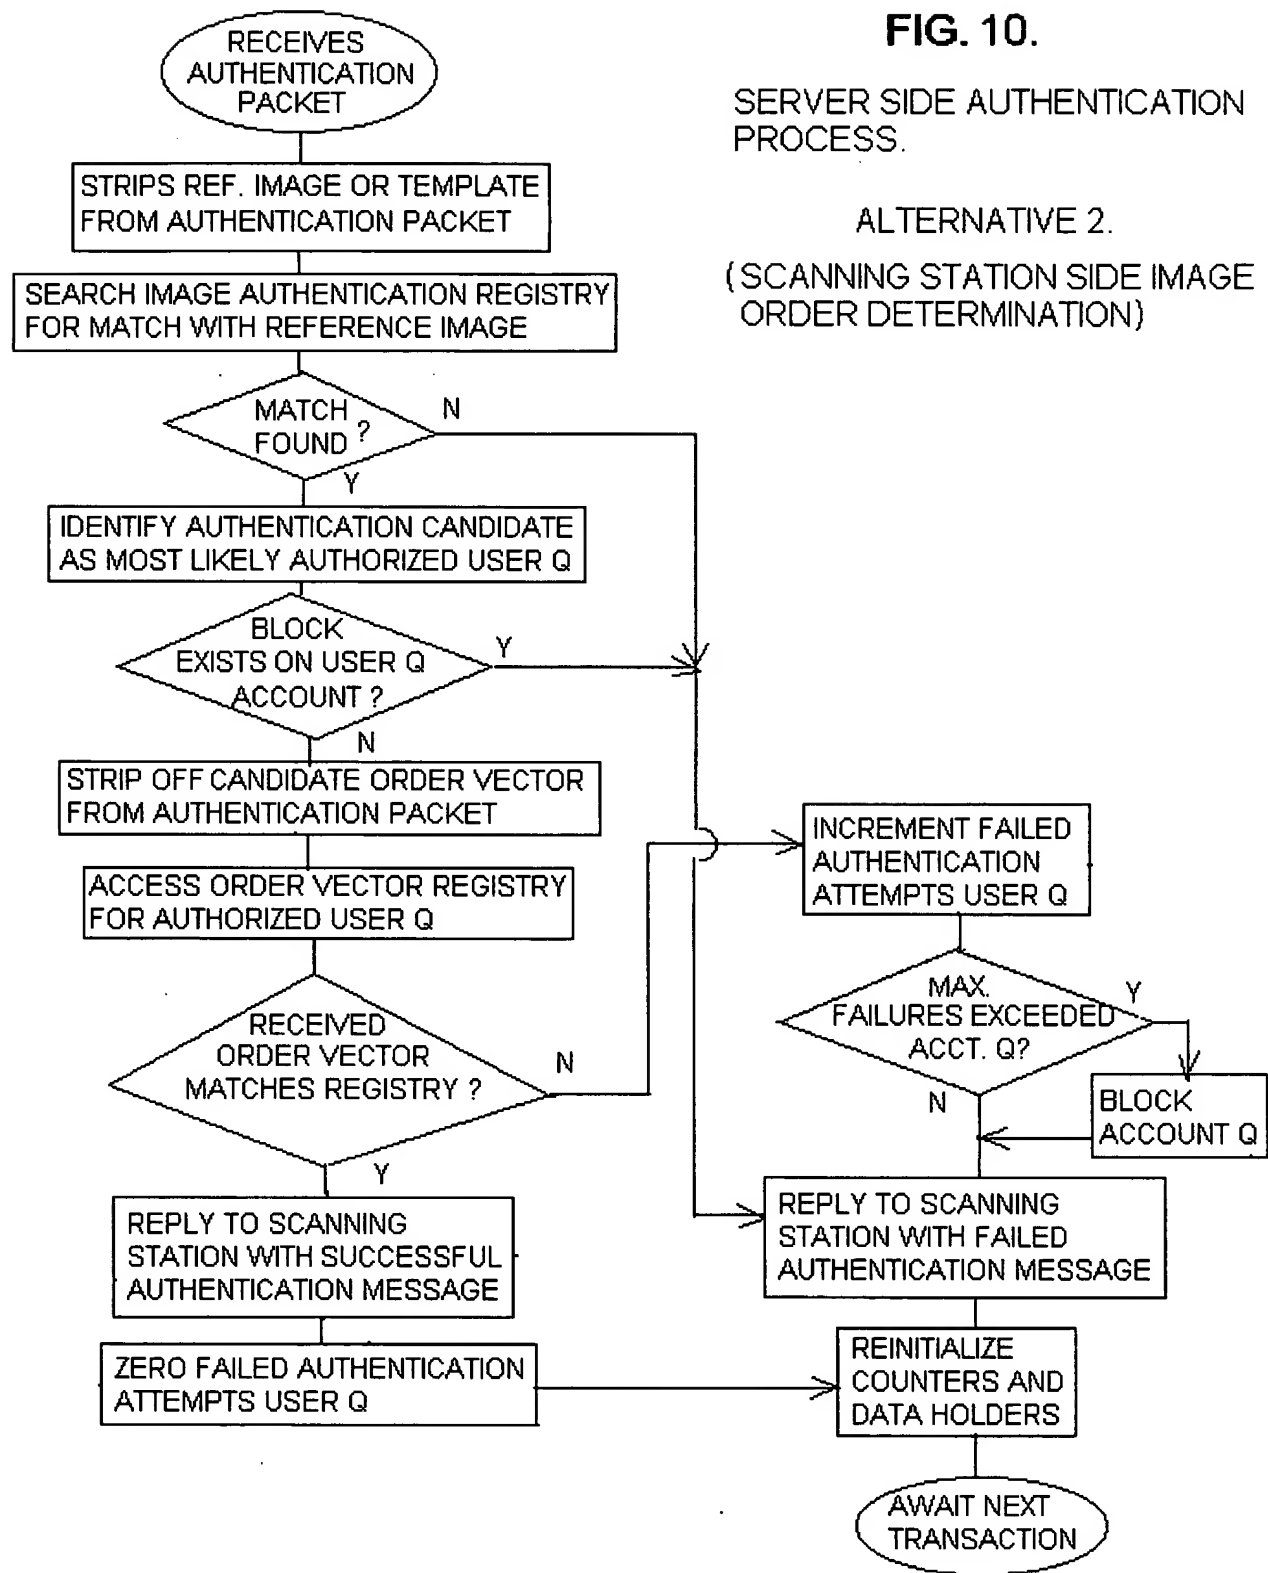 FIG. 10.
SERVER SIDE AUTHENTICATION
PROCESS.
ALTERNATIVE 2.
(SCANNING STATION SIDE IMAGE
ORDER DETERMINATION)
RECEIVES
AUTHENTICATION
PACKET
STRIPS REF. IMAGE OR TEMPLATE
FROM AUTHENTICATION PACKET
SEARCH IMAGE AUTHENTICATION REGISTRY
FOR MATCH WITH REFERENCE IMAGE
MATCH
FOUND ?
N
Y
IDENTIFY AUTHENTICATION CANDIDATE
AS MOST LIKELY AUTHORIZED USER Q
BLOCK
EXISTS ON USER Q
ACCOUNT ?
Y
N
STRIP OFF CANDIDATE ORDER VECTOR
FROM AUTHENTICATION PACKET
ACCESS ORDER VECTOR REGISTRY
FOR AUTHORIZED USER Q
RECEIVED
ORDER VECTOR
MATCHES REGISTRY ?
N
Y
REPLY TO SCANNING
STATION WITH SUCCESSFUL
AUTHENTICATION MESSAGE
ZERO FAILED AUTHENTICATION
ATTEMPTS USER Q
INCREMENT FAILED
AUTHENTICATION
ATTEMPTS USER Q
MAX.
FAILURES EXCEEDED
ACCT. Q?
Y
N
BLOCK
ACCOUNT Q
REPLY TO SCANNING
STATION WITH FAILED
AUTHENTICATION MESSAGE
REINITIALIZE
COUNTERS AND
DATA HOLDERS
AWAIT NEXT
TRANSACTION